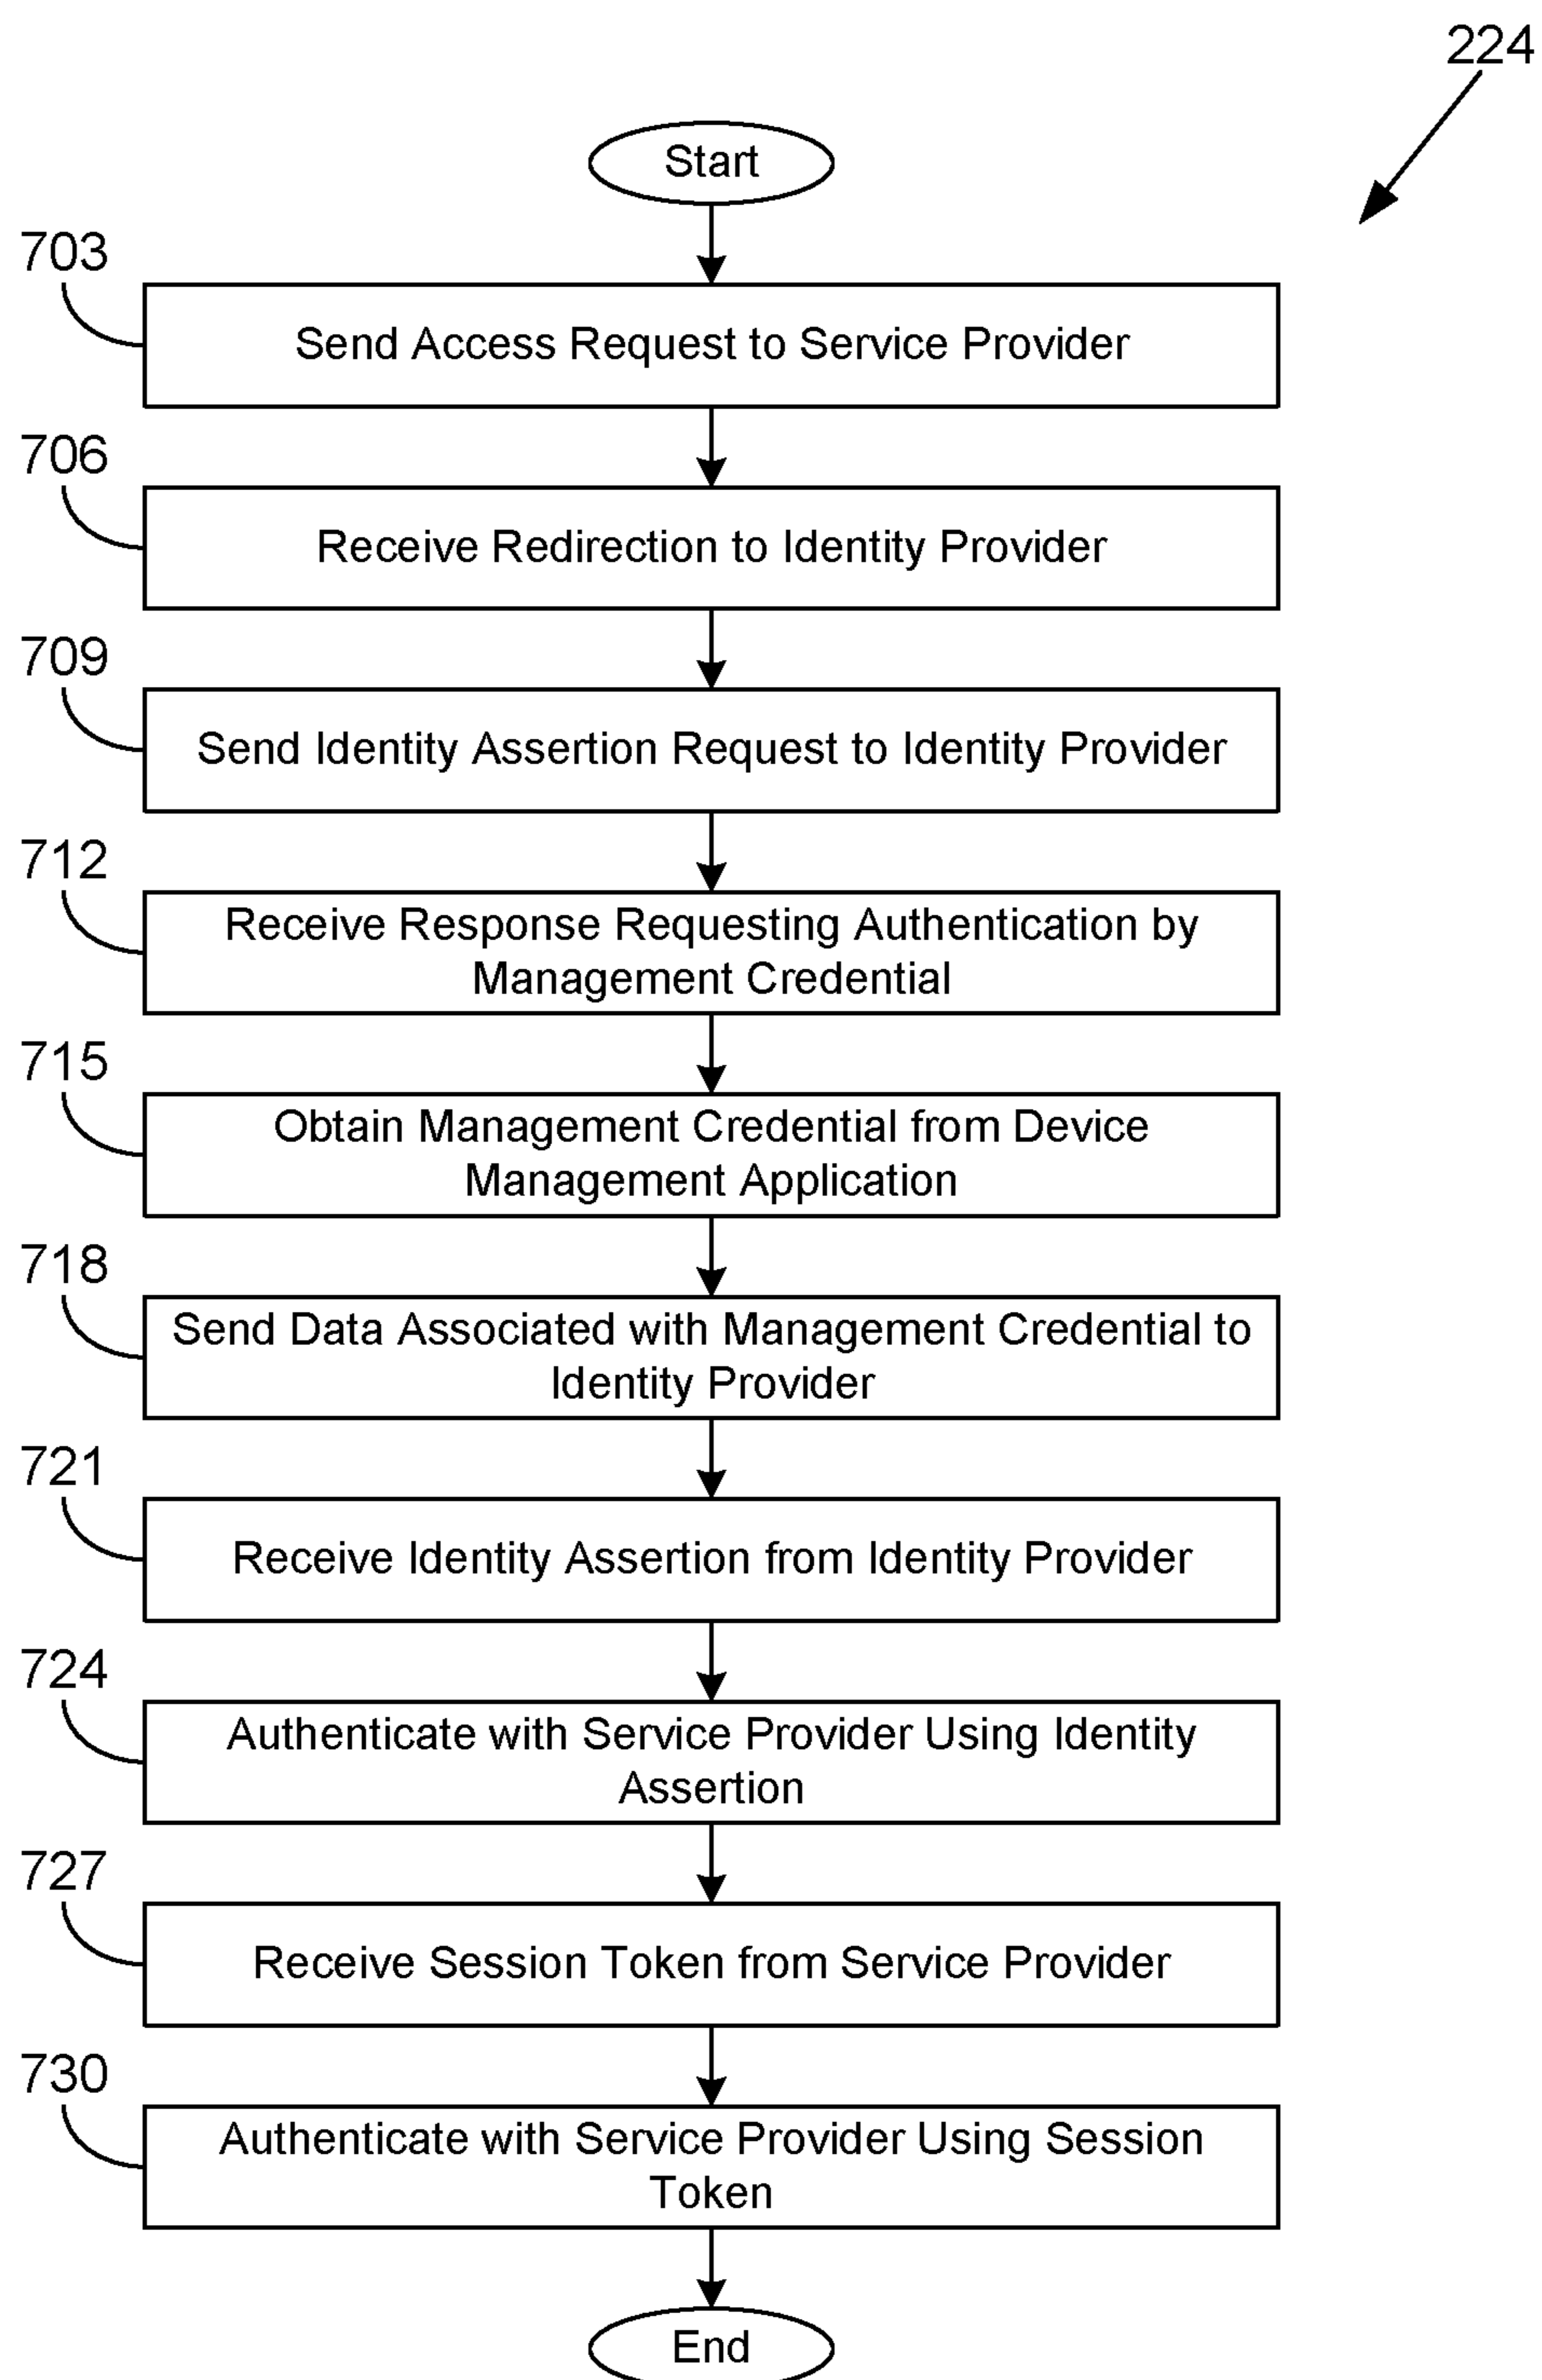 224
Start
703
Send Access Request to Service Provider
706
Receive Redirection to Identity Provider
709
Send Identity Assertion Request to Identity Provider
712
Receive Response Requesting Authentication by
Management Credential
715
Obtain Management Credential from Device
Management Application
718
Send Data Associated with Management Credential to
Identity Provider
721
Receive Identity Assertion from Identity Provider
724
Authenticate with Service Provider Using Identity
Assertion
727
Receive Session Token from Service Provider
730
Authenticate with Service Provider Using Session
Token
End